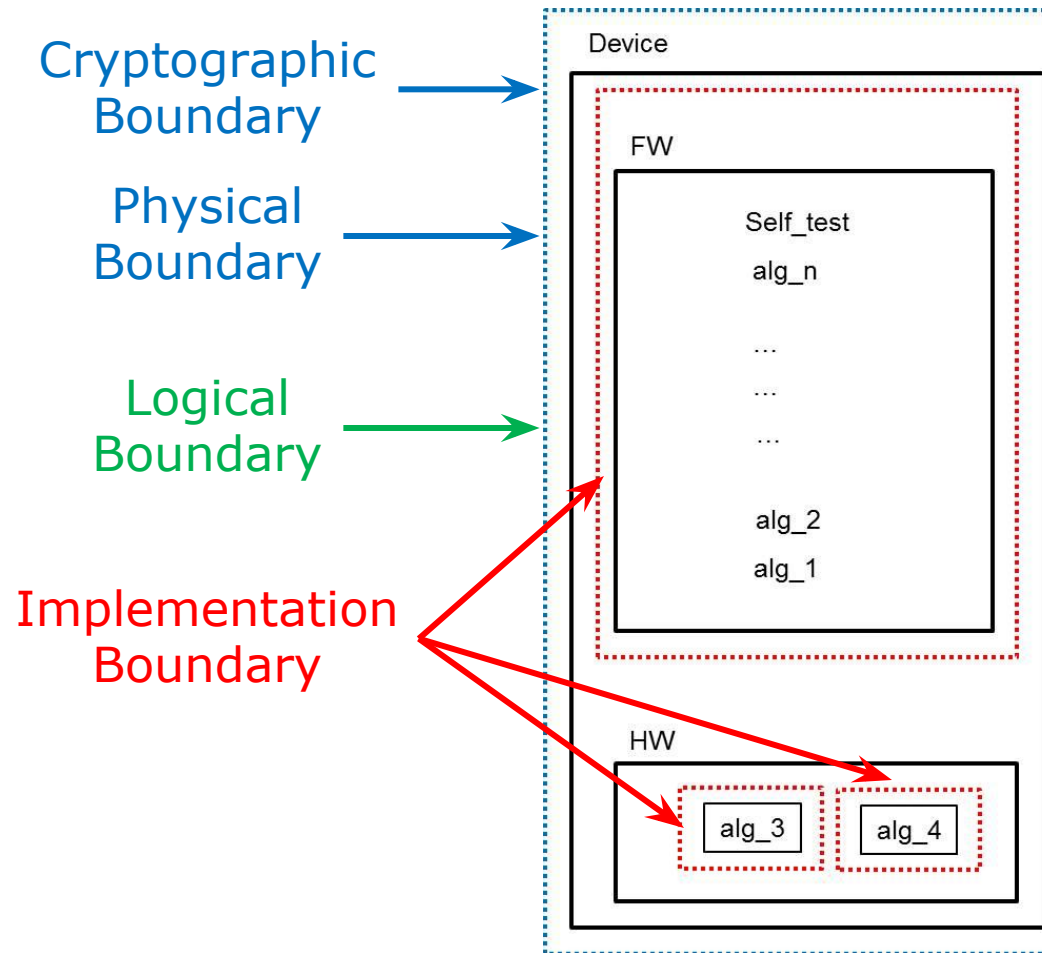 Cryptographic
Boundary
Physical
Boundary
Logical
Boundary
Implementation
Boundary
Device
FW
Self_test
alg_n
...
...
...
alg_2
alg_1
HW
alg_3
alg_4